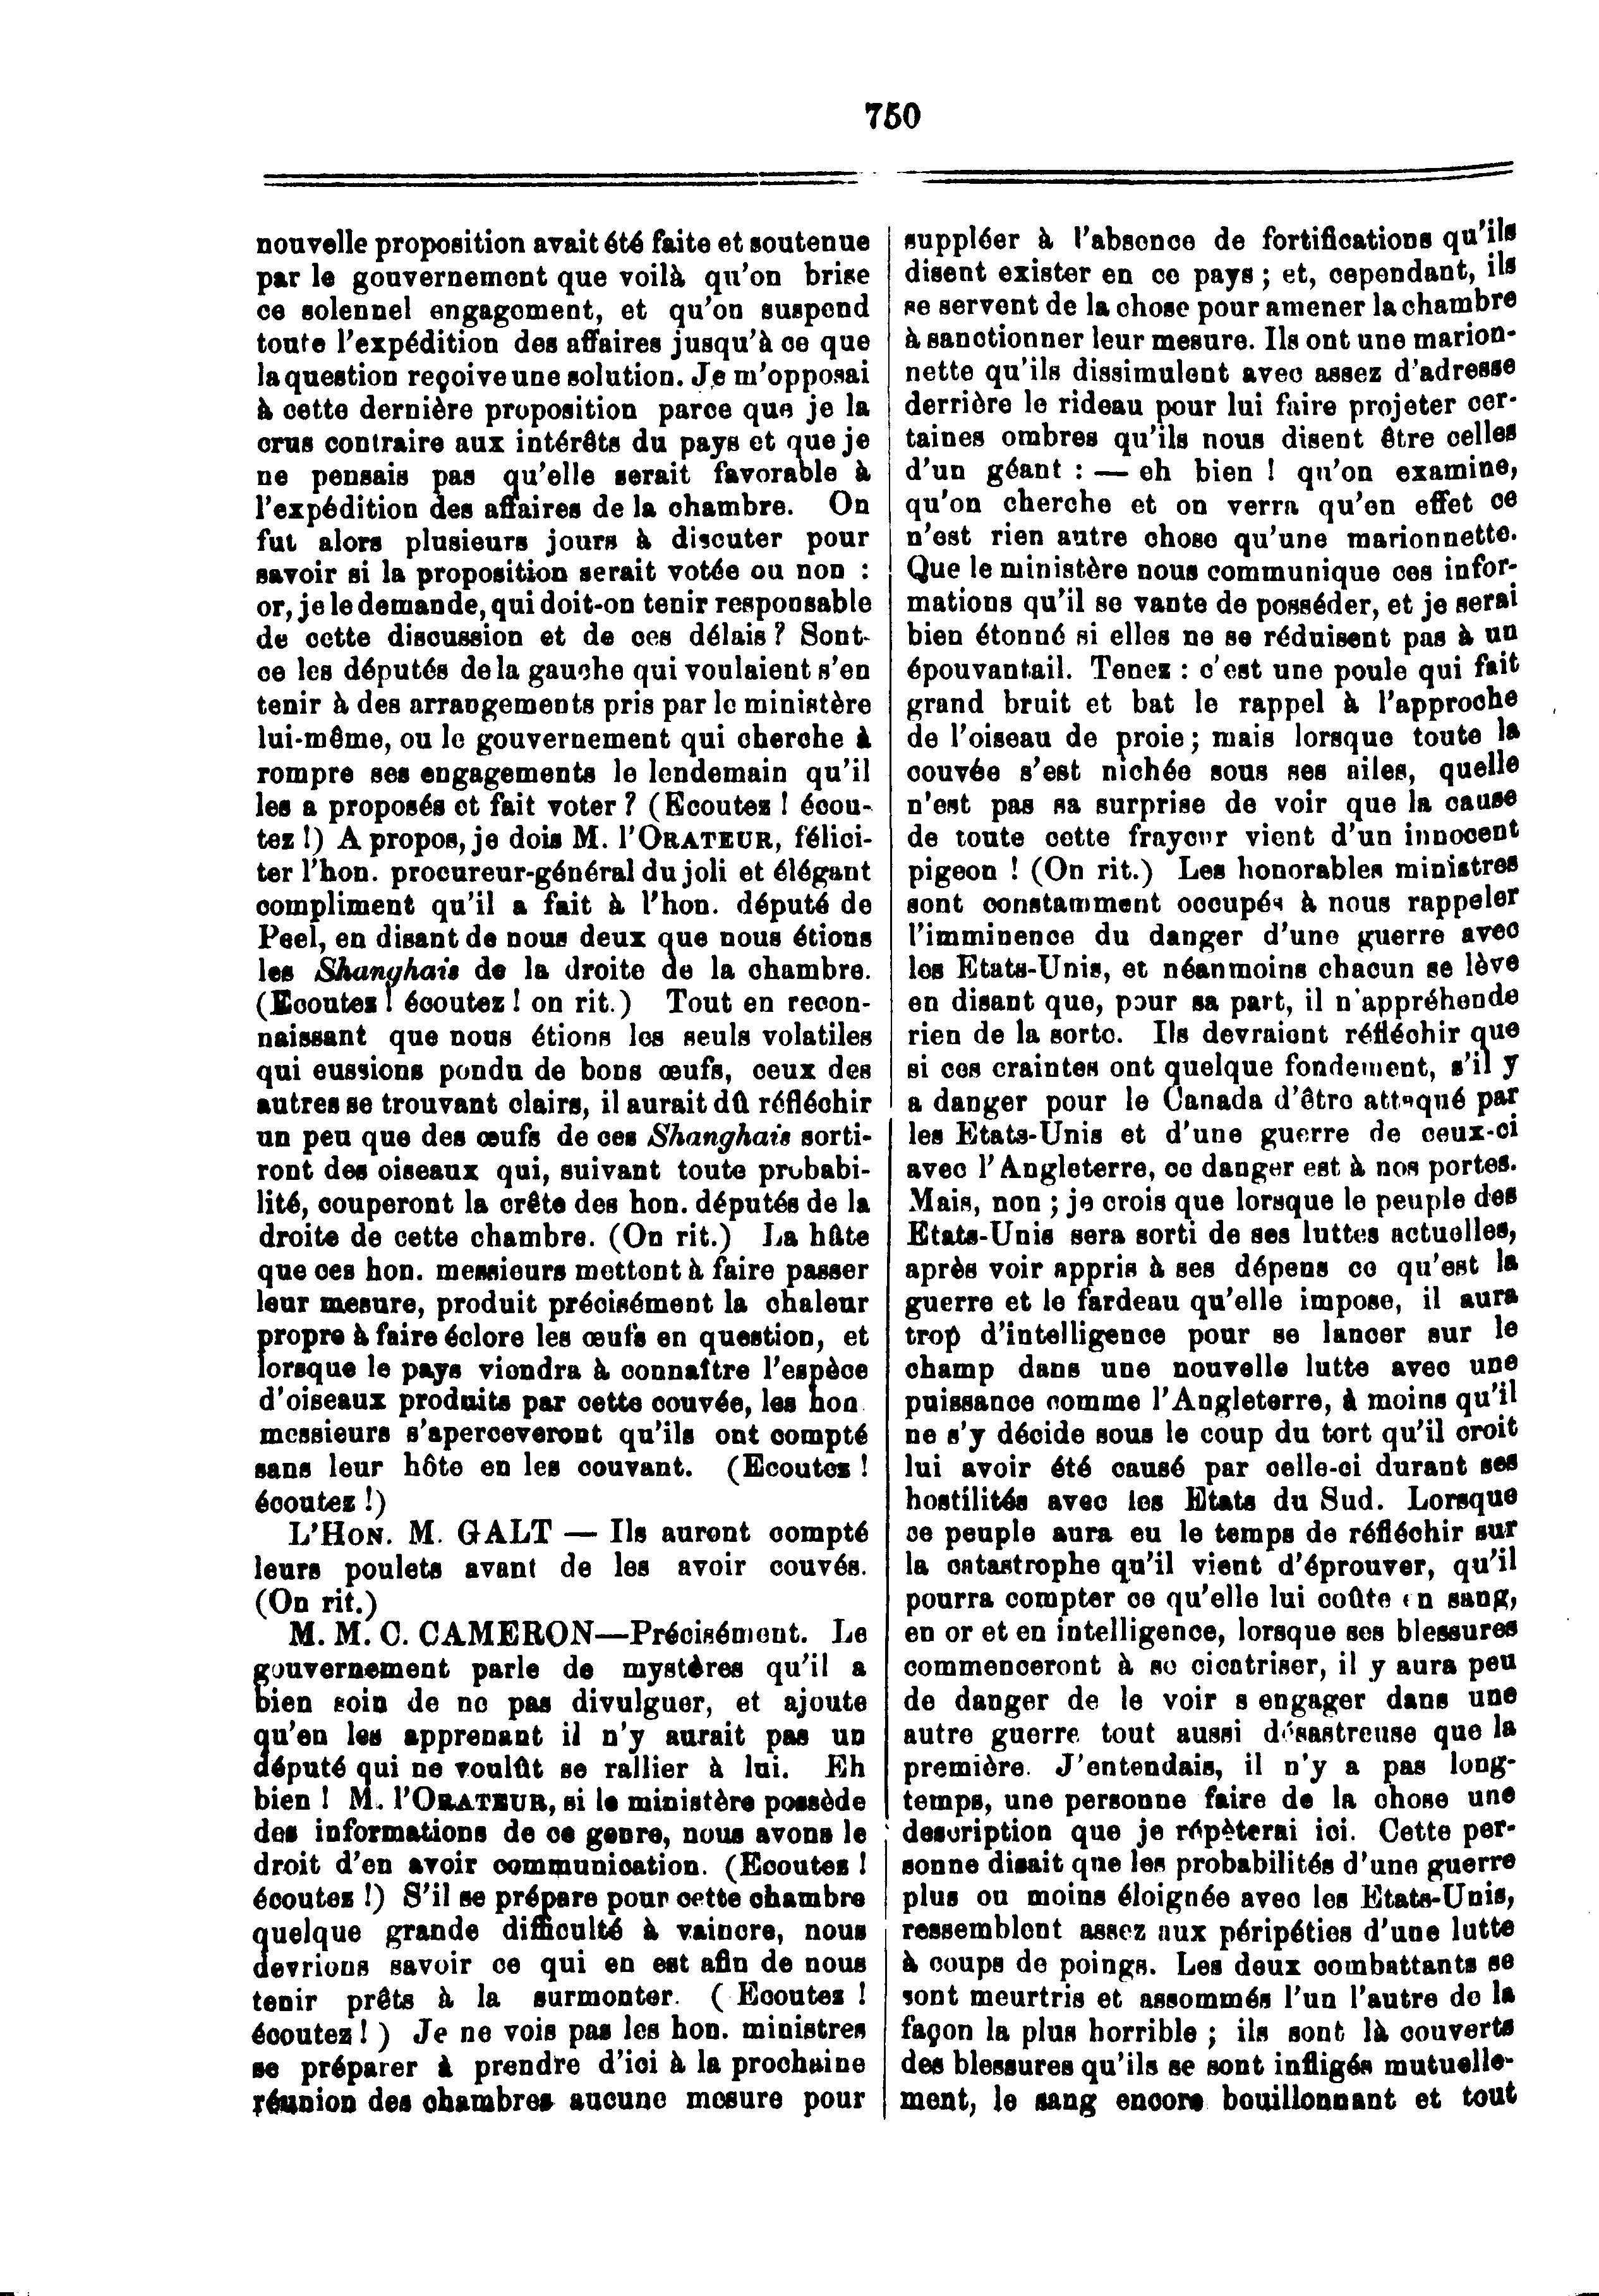 750
nouvelle proposition avait été faite et soutenue
par le gouvernement que voilà qu'on brise
ce solennel engagement, et qu'on suspend
toute l'expédition des affaires jusqu'à ce que
la question reçoive une solution. Je m'opposai
à cette dernière proposition parce que je la
crus contraire aux intérêts du pays et que je
ne pensais pas qu'elle serait favorable à
l'expédition des affaires de la chambre. On
fut alors plusieurs jours à discuter pour
savoir si la proposition serait votée ou non :
or, je le demande, qui doit-on tenir responsable
de cette discussion et de ces délais ? Sont-
ce les députés de la gauche qui voulaient s'en
tenir à des arrangements pris par le ministère
lui-même, ou le gouvernement qui cherche à
rompre ses engagements le lendemain qu'il
les a proposés et fait voter ? (Ecoutez ! écou-
tez !) A propos, je dois M. l'ORATEUR, félici-
ter l'hon. procureur-général du joli et élégant
compliment qu'il a fait à l'hon. député de
Peel, en disant de nous deux que nous étions
les Shanghais de la droite de la chambre.
(Ecoutez ! écoutez ! on rit.) Tout en recon-
naissant que nous étions les seuls volatiles
qui eussions pondu de bons œufs, ceux des
autres se trouvant clairs, il aurait dû réfléchir
un peu que des œufs de ces Shanghais sorti-
ront des oiseaux qui, suivant toute probabi-
lité, couperont la crête des hon. députés de la
droite de cette chambre. (On rit.) La hâte
que ces hon. messieurs mettent à faire passer
leur mesure, produit précisément la chaleur
propre à faire éclore les œufs en question, et
lorsque le pays viendra à connaître l'espèce
d'oiseaux produits par cette couvée, les hon.
messieurs s'aperceveront qu'ils ont compté
sans leur hôte en les couvant. (Ecoutez !
écoutez !)
L'HON. M. GALT — Ils auront compté
leurs poulets avant de les avoir couvés.
(On rit.)
M. M. C. CAMERON—Précisément. Le
gouvernement parle de mystères qu'il a
bien soin de ne pas divulguer, et ajoute
qu'en les apprenant il n'y aurait pas un
député qui ne voulût se rallier à lui. Eh
bien ! M. l'ORATEUR, si le ministère possède
des informations de ce genre, nous avons le
droit d'en avoir communication. (Ecoutez !
écoutez !) S'il se prépare pour cette chambre
quelque grande difficulté à vaincre, nous
devrions savoir ce qui en est afin de nous
tenir prêts à la surmonter. ( Ecoutez !
écoutez ! ) Je ne vois pas les hon. ministres
se préparer à prendre d'ici à la prochaine
réunion des chambres aucune mesure pour
suppléer à l'absence de fortifications qu'ils
disent exister en ce pays ; et, cependant, ils
se servent de la chose pour amener la chambre
à sanctionner leur mesure. Ils ont une marion-
nette qu'ils dissimulent avec assez d'adresse
derrière le rideau pour lui faire projeter cer-
taines ombres qu'ils nous disent être celles
d'un géant : — eh bien ! qu'on examine,
qu'on cherche et on verra qu'en effet ce
n'est rien autre chose qu'une marionnette.
Que le ministère nous communique ces infor-
mations qu'il se vante de posséder, et je serai
bien étonné si elles ne se réduisent pas à un
épouvantail. Tenez : c'est une poule qui fait
grand bruit et bat le rappel à l'approche
de l'oiseau de proie ; mais lorsque toute la
couvée s'est nichée sous ses ailes, quelle
n'est pas sa surprise de voir que la cause
de toute cette frayeur vient d'un innocent
pigeon ! (On rit.) Les honorables ministres
sont constamment occupés à nous rappeler
l'imminence du danger d'une guerre avec
les Etats-Unis, et néanmoins chacun se lève
en disant que, pour sa part, il n'appréhende
rien de la sorte. Ils devraient réfléchir que
si ces craintes ont quelque fondement, s'il y
a danger pour le Canada d'être attaqué par
les Etats-Unis et d'une guerre de ceux-ci
avec l'Angleterre, ce danger est à nos portes.
Mais, non ; je crois que lorsque le peuple des
Etats-Unis sera sorti de ses luttes actuelles,
après voir appris à ses dépens ce qu'est la
guerre et le fardeau qu'elle impose, il aura
trop d'intelligence pour se lancer sur le
champ dans une nouvelle lutte avec une
puissance comme l'Angleterre, à moins qu'il
ne s'y décide sous le coup du tort qu'il croit
lui avoir été causé par celle-ci durant ses
hostilités avec les Etats du Sud. Lorsque
ce peuple aura eu le temps de réfléchir sur
la catastrophe qu'il vient d'éprouver, qu'il
pourra compter ce qu'elle lui coûte en sang,
en or et en intelligence, lorsque ses blessures
commenceront à se cicatriser, il y aura peu
de danger de le voir s engager dans une
autre guerre tout aussi désastreuse que la
première. J'entendais, il n'y a pas long-
temps, une personne faire de la chose une
description que je répèterai ici. Cette per-
sonne disait que les probabilités d'une guerre
plus ou moins éloignée avec les Etats-Unis,
ressemblent assez aux péripéties d'une lutte
à coups de poings. Les deux combattants se
sont meurtris et assommés l'un l'autre de la
façon la plus horrible ; ils sont là couverts
des blessures qu'ils se sont infligés mutuelle-
ment, le sang encore bouillonnant et tout